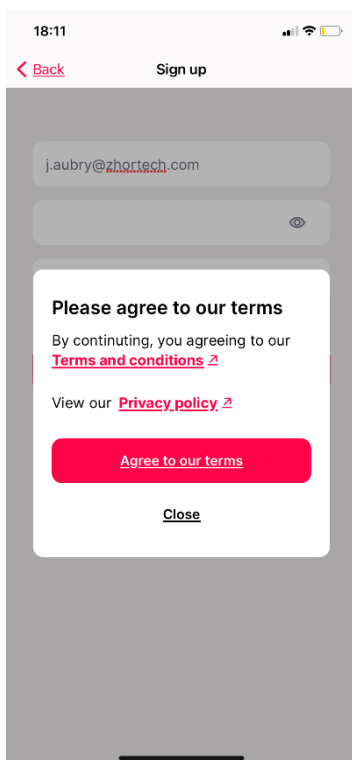 18:11
Back
Sign up
j.aubry@zhortech.com
Please agree to our terms
By continuting, you agreeing to our
Terms and conditions
View our Privacy policy
Agree to our terms
Close